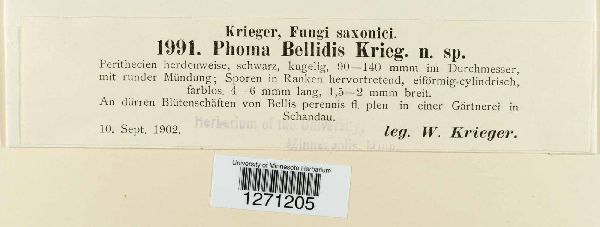 Krieger, Fungi saxonici.
1991. Phoma Bellidis Krieg. n. sp.
Perithecien herdenweise, schwarz, kugelig, 90—140 mmm im Durchmesser,
mit runder Mündung; Sporen in Ranken hervortretend, eiförmig-cylindrisch,
farblos, 4—6 mmm lang, 1,5—2 mmm breit.
An dürren Blütenschäften von Bellis perennis fl. plen in einer Gärtnerei in
Schandau.
10. Sept. 1902. leg. W. Krieger.
Herbarium of the University,
Minneapolis, Minn.
University of Minnesota Herbarium
1271205